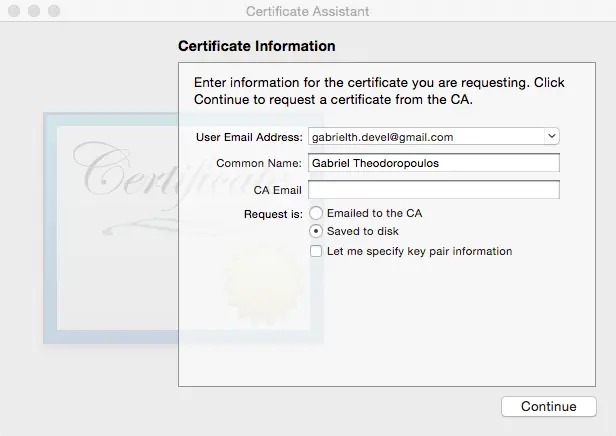 Certificate Assistant
Certificate Information
Enter information for the certificate you are requesting. Click
Continue to request a certificate from the CA.
User Email Address: gabrielth.devel@gmail.com
Common Name: Gabriel Theodoropoulos
CA Email
Request is: Emailed to the CA
Saved to disk
Let me specify key pair information
Certificate
Continue